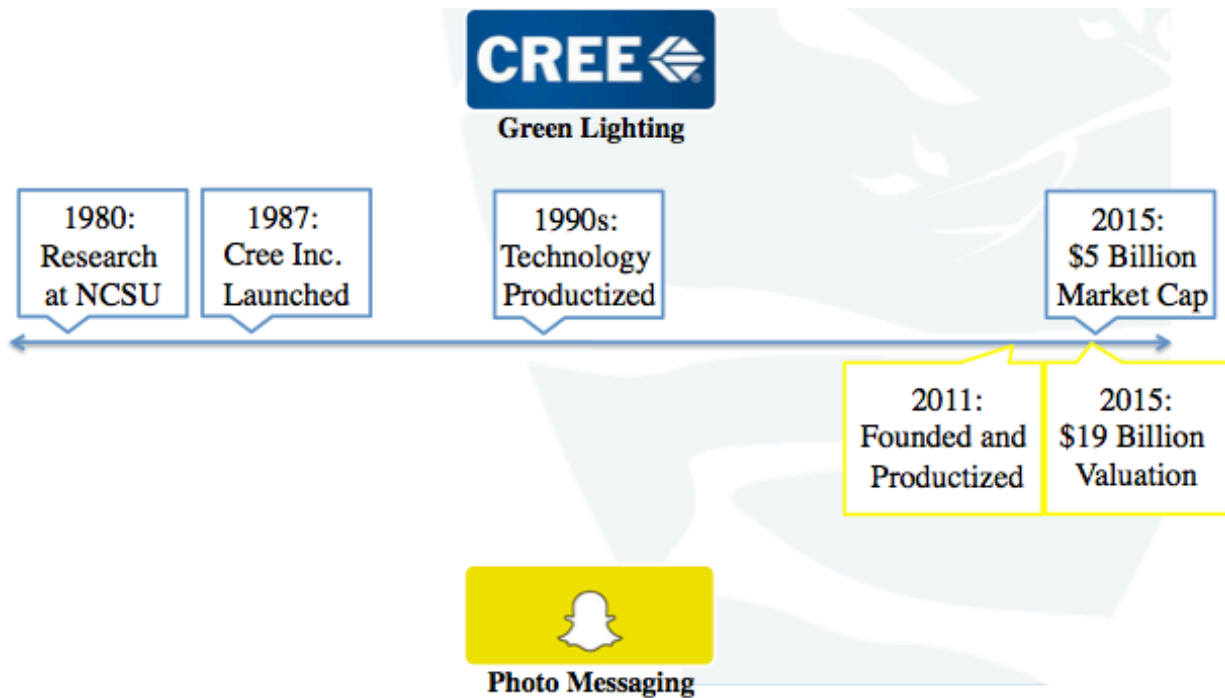 CREE
Green Lighting
1980:
Research
at NCSU
1987:
Cree Inc.
Launched
1990s:
Technology
Productized
2015:
$5 Billion
Market Cap
2011:
Founded and
Productized
2015:
$19 Billion
Valuation
Photo Messaging